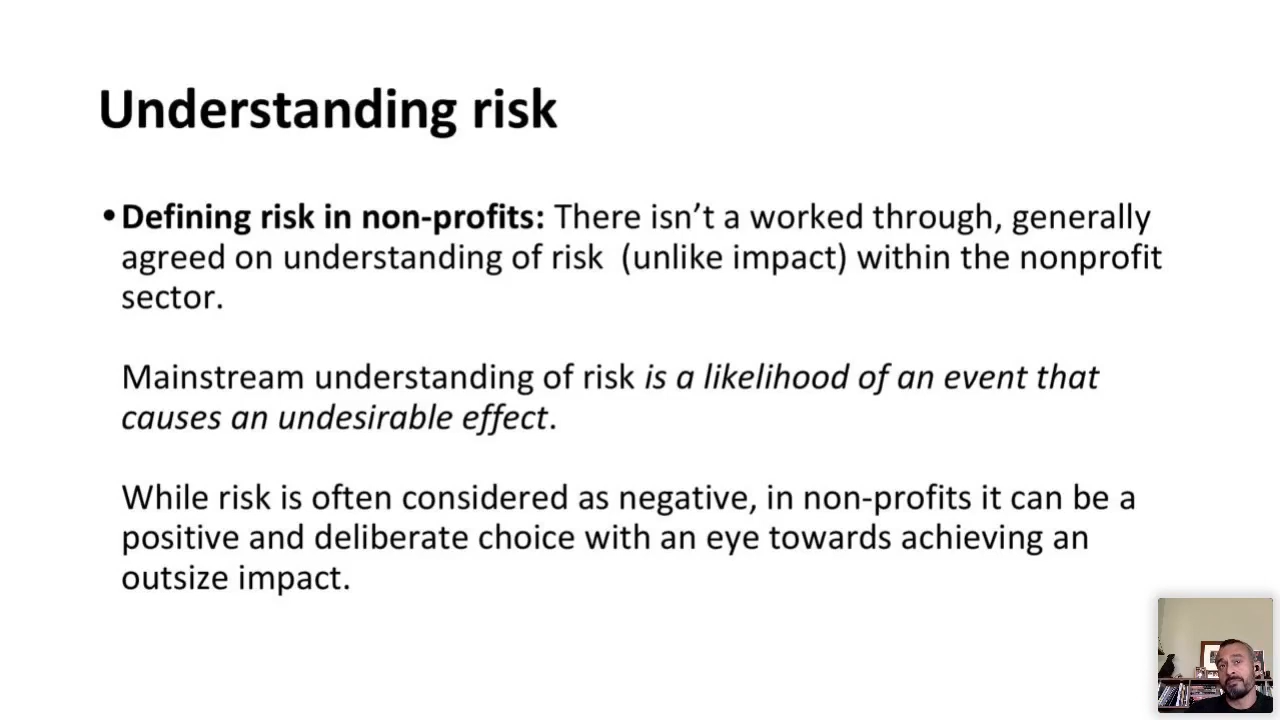 Understanding risk
•Defining risk in non-profits: There isn’t a worked through, generally
agreed on understanding of risk  (unlike impact) within the nonprofit
sector.
Mainstream understanding of risk is a likelihood of an event that
causes an undesirable effect.
While risk is often considered as negative, in non-profits it can be a
positive and deliberate choice with an eye towards achieving an
outsize impact.